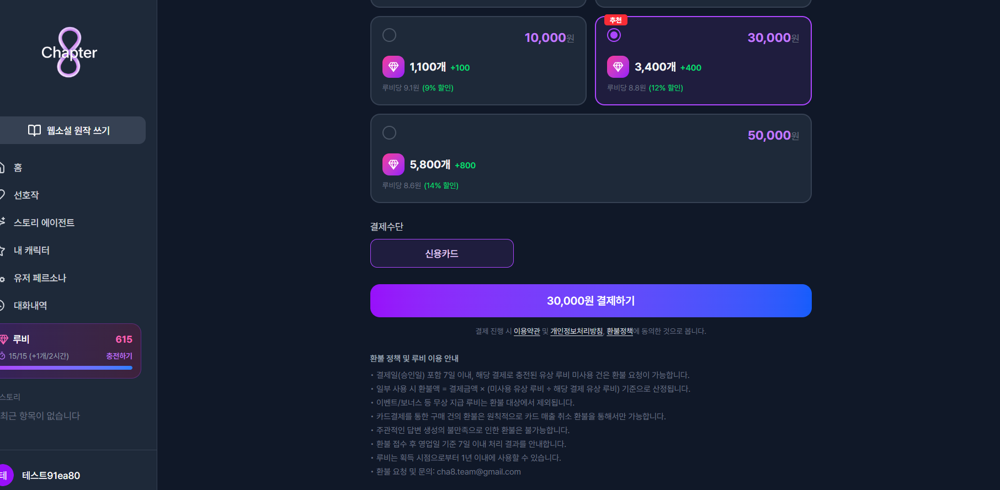 Chapter
웹소설 원작 쓰기
홈
선호작
스토리 에이전트
내 캐릭터
유저 페르소나
대화내역
루비 615
15/15 (+1개/2시간) 충전하기
스토리
최근 항목이 없습니다
테 테스트91ea80
10,000원
1,100개 +100
루비당 9.1원 (9% 할인)
추천
30,000원
3,400개 +400
루비당 8.8원 (12% 할인)
50,000원
5,800개 +800
루비당 8.6원 (14% 할인)
결제수단
신용카드
30,000원 결제하기
결제 진행 시 이용약관 및 개인정보처리방침, 환불정책에 동의한 것으로 봅니다.
환불 정책 및 루비 이용 안내
• 결제일(승인일) 포함 7일 이내, 해당 결제로 충전된 유상 루비 미사용 건은 환불 요청이 가능합니다.
• 일부 사용 시 환불액 = 결제금액 × (미사용 유상 루비 ÷ 해당 결제 유상 루비) 기준으로 산정됩니다.
• 이벤트/보너스 등 무상 지급 루비는 환불 대상에서 제외됩니다.
• 카드결제를 통한 구매 건의 환불은 원칙적으로 카드 매출 취소 환불을 통해서만 가능합니다.
• 주관적인 답변 생성의 불만족으로 인한 환불은 불가능합니다.
• 환불 접수 후 영업일 기준 7일 이내 처리 결과를 안내합니다.
• 루비는 획득 시점으로부터 1년 이내에 사용할 수 있습니다.
• 환불 요청 및 문의: cha8.team@gmail.com